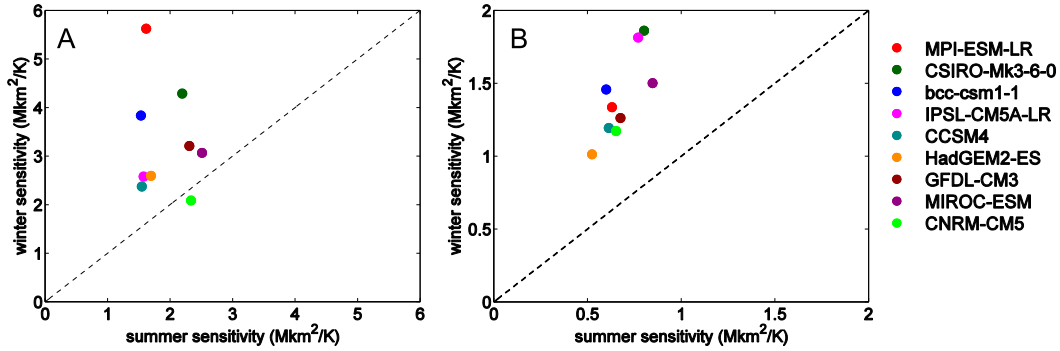 A
6
5
4
3
2
1
0
winter sensitivity (Mkm²/K)
0
1
2
3
4
5
6
summer sensitivity (Mkm²/K)
B
2
1.5
1
0.5
0
winter sensitivity (Mkm²/K)
0
0.5
1
1.5
2
summer sensitivity (Mkm²/K)
MPI-ESM-LR
CSIRO-Mk3-6-0
bcc-csm1-1
IPSL-CM5A-LR
CCSM4
HadGEM2-ES
GFDL-CM3
MIROC-ESM
CNRM-CM5